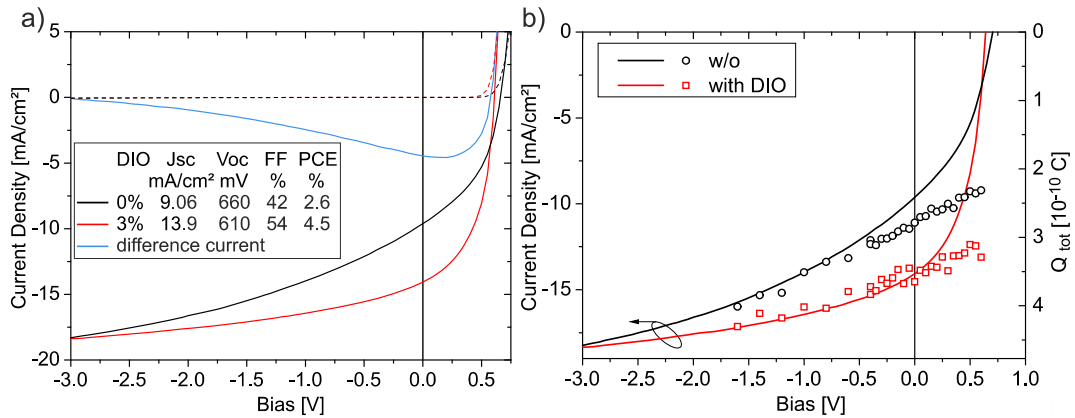 a)
5
0
-5
-10
-15
-20
Current Density [mA/cm²]
DIO Jsc Voc FF PCE
mA/cm² mV % %
0% 9.06 660 42 2.6
3% 13.9 610 54 4.5
difference current
-3.0 -2.5 -2.0 -1.5 -1.0 -0.5 0.0 0.5
Bias [V]
b)
0
-5
-10
-15
Current Density [mA/cm²]
w/o
with DIO
0
1
2
3
4
Q tot [10-10 C]
-3.0 -2.5 -2.0 -1.5 -1.0 -0.5 0.0 0.5 1.0
Bias [V]